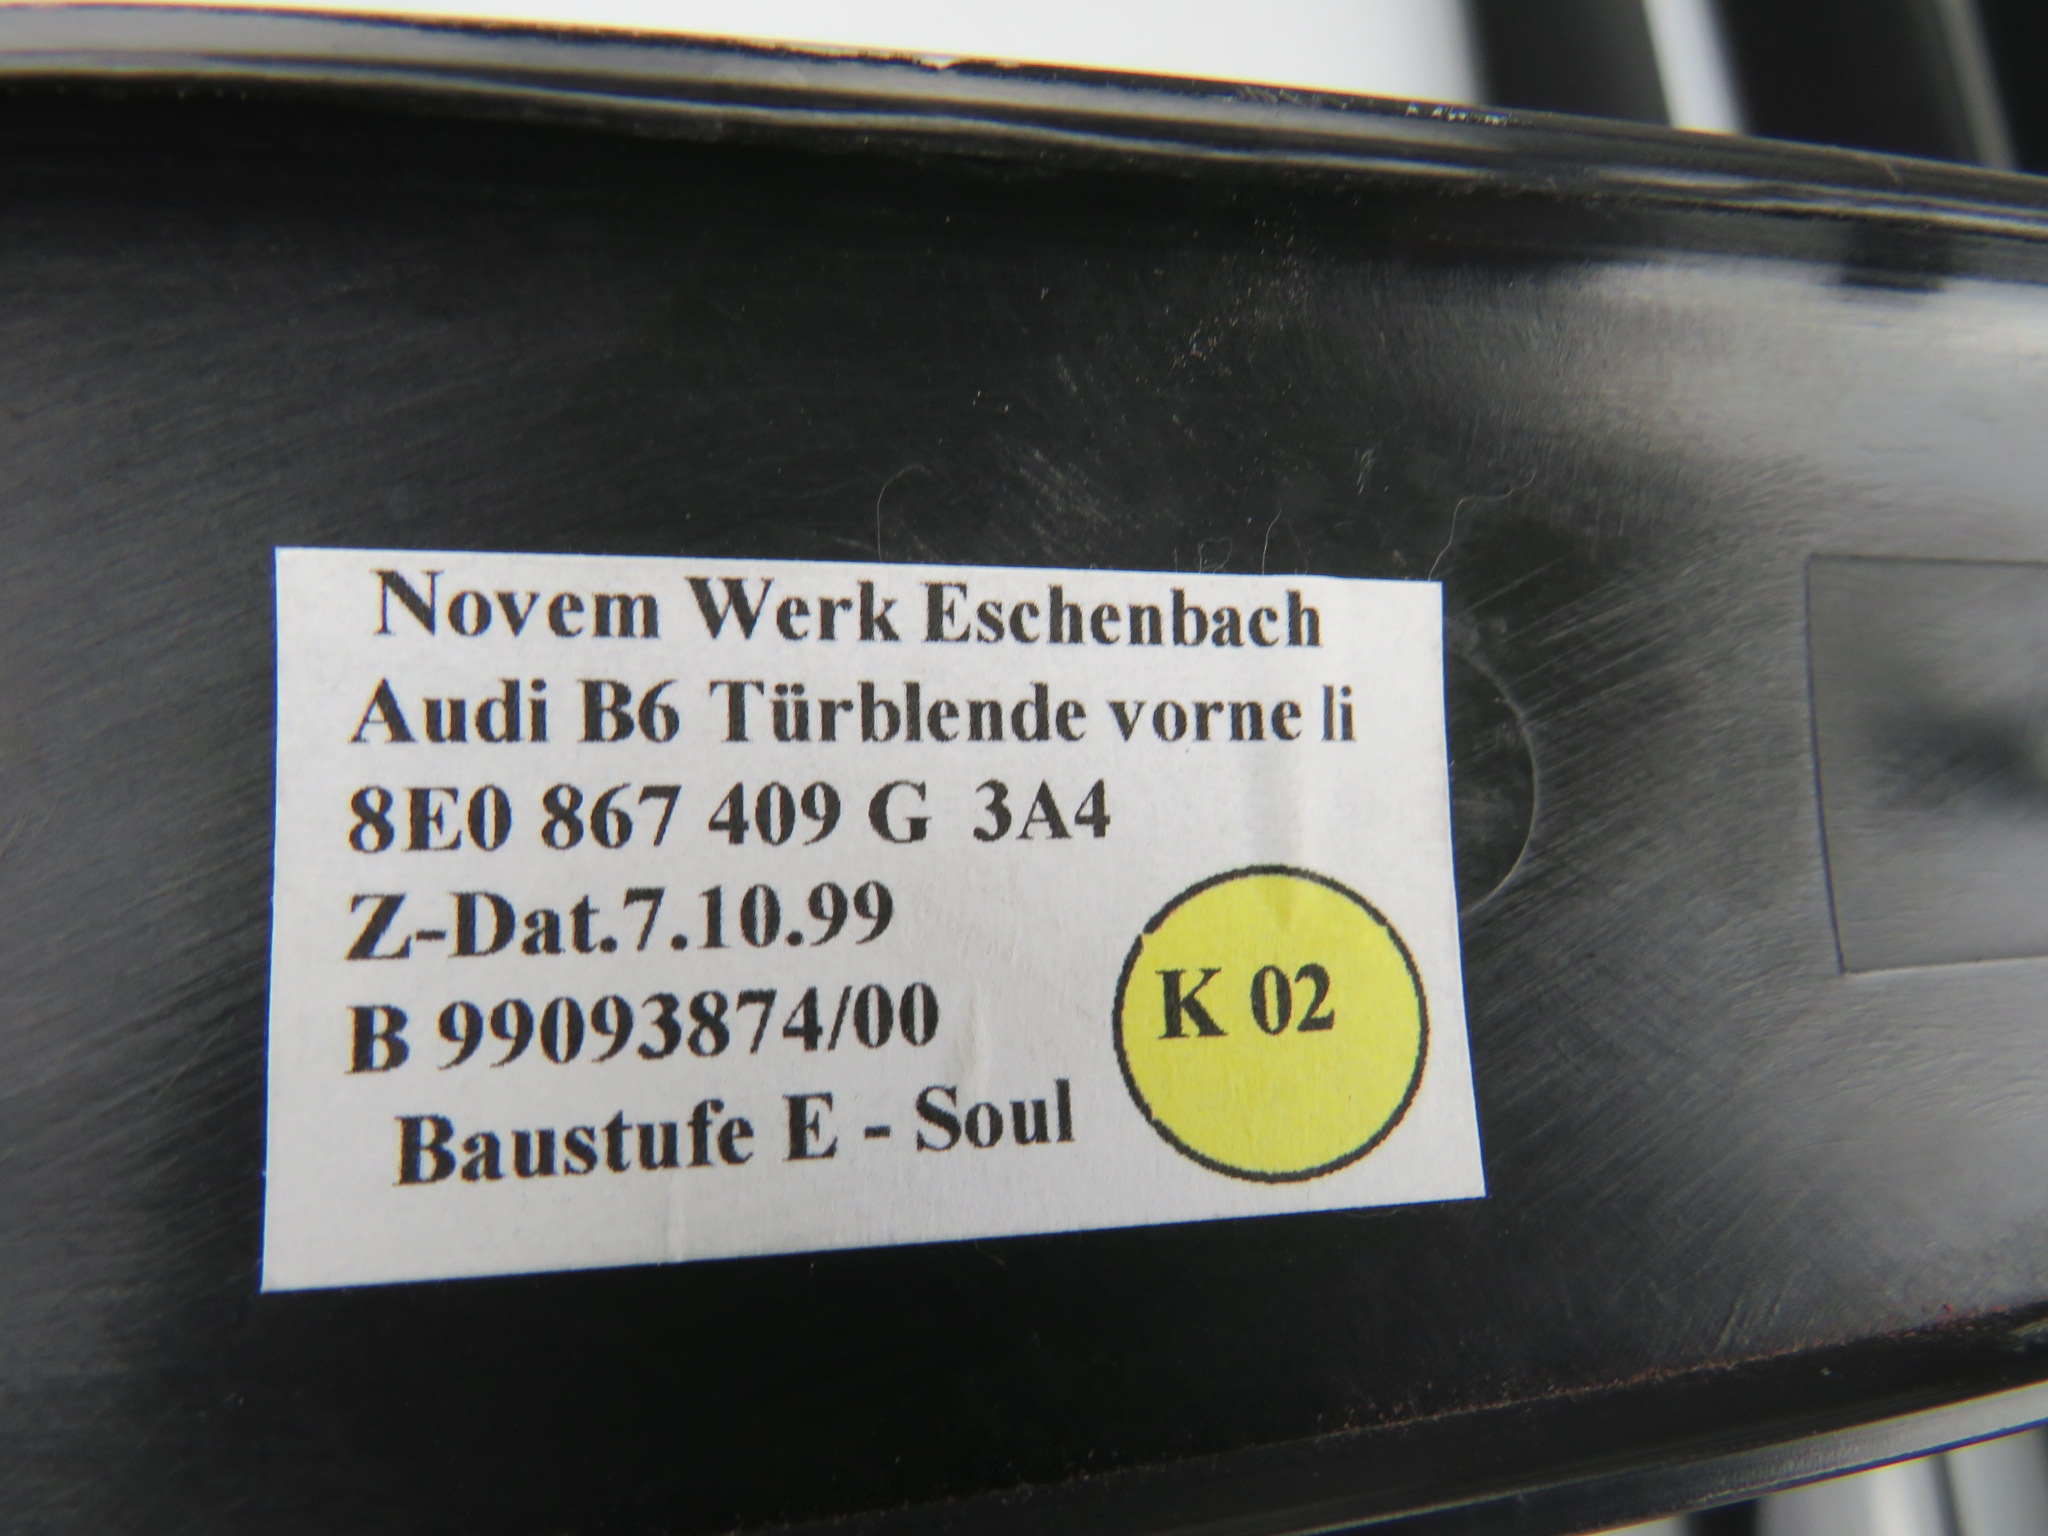 Novem Werk Eschenbach
Audi B6 Türblende vorne li
8E0 867 409 G 3A4
Z-Dat.7.10.99
B 99093874/00
K 02
Baustufe E - Soul